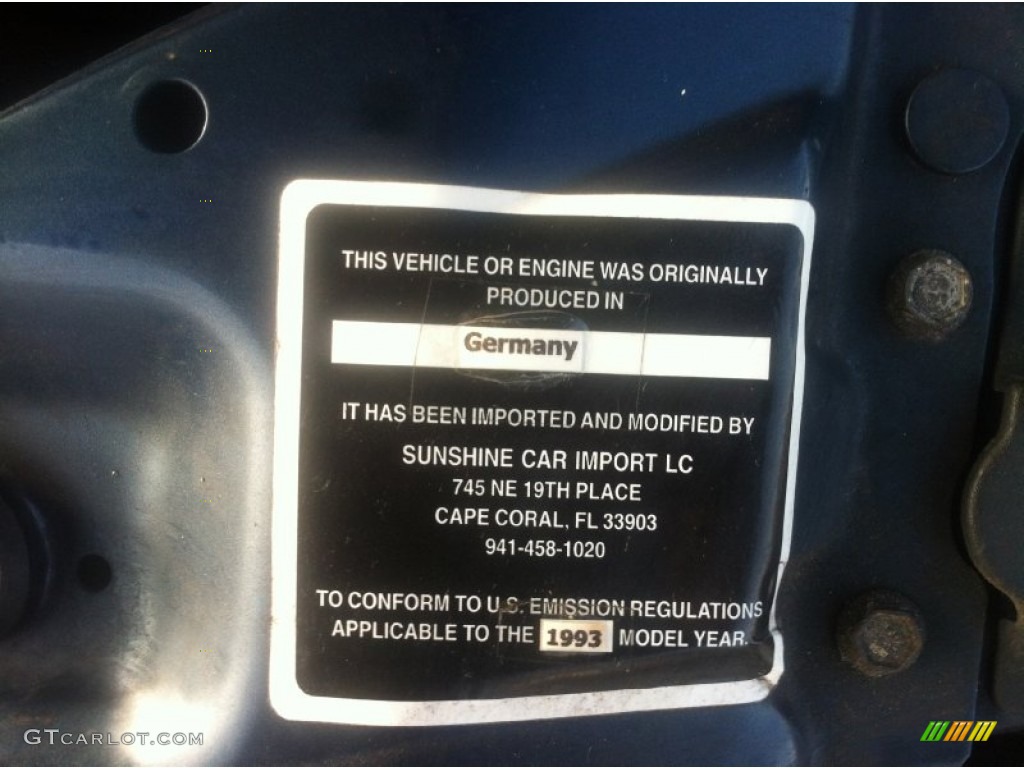 THIS VEHICLE OR ENGINE WAS ORIGINALLY
PRODUCED IN
Germany
IT HAS BEEN IMPORTED AND MODIFIED BY
SUNSHINE CAR IMPORT LC
745 NE 19TH PLACE
CAPE CORAL, FL 33903
941-458-1020
TO CONFORM TO U.S. EMISSION REGULATIONS
APPLICABLE TO THE 1993 MODEL YEAR.
GTCARLOT.COM